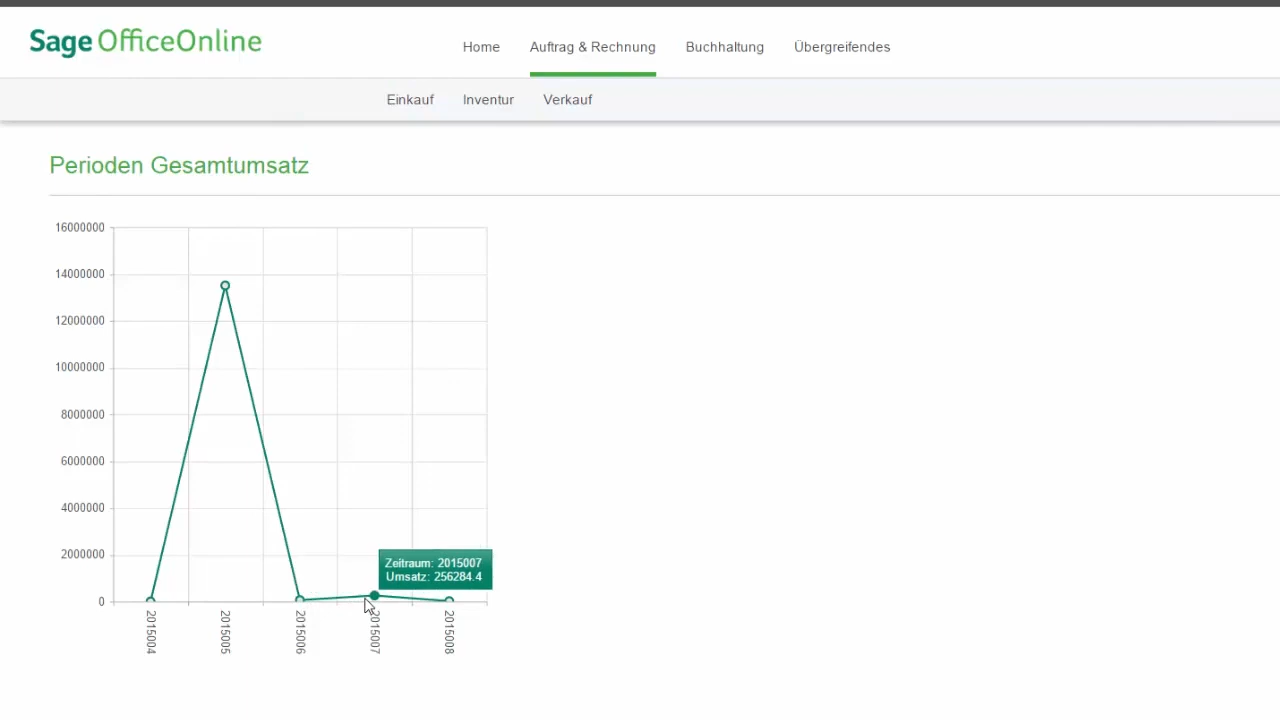 Sage OfficeOnline
Home Auftrag & Rechnung Buchhaltung Übergreifendes
Einkauf Inventur Verkauf
Perioden Gesamtumsatz
16000000
14000000
12000000
10000000
8000000
6000000
4000000
2000000
0
Zeitraum: 2015007
Umsatz: 256284.4
2015004
2015005
2015006
2015007
2015008